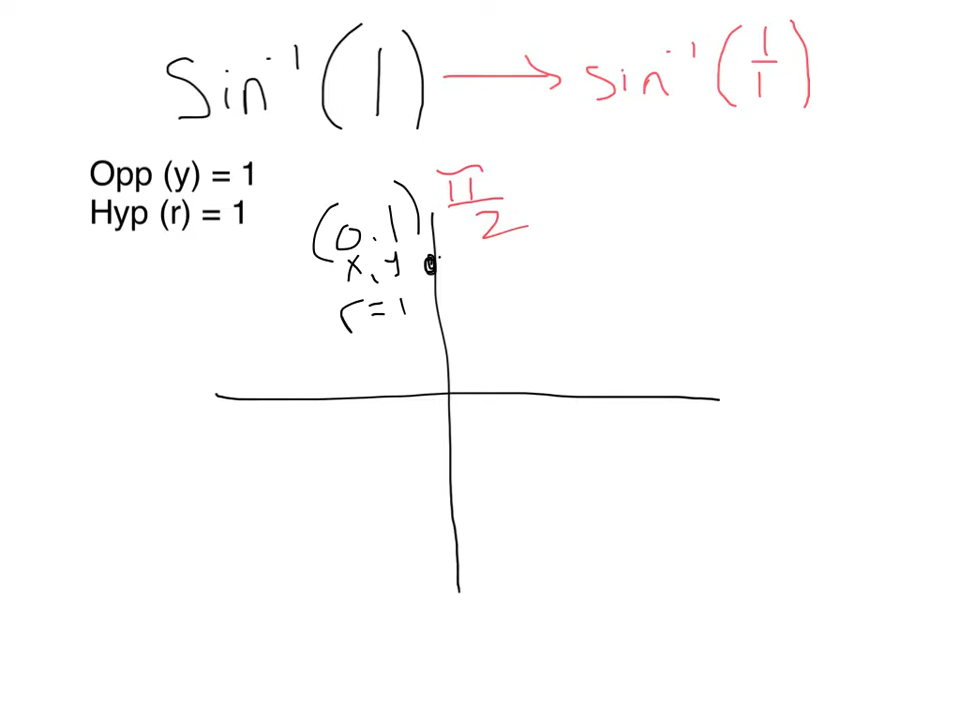 Sin⁻¹ (1) → sin⁻¹ (1/1)
Opp (y) = 1
Hyp (r) = 1
π/2
(0,1)
x, y
r = 1